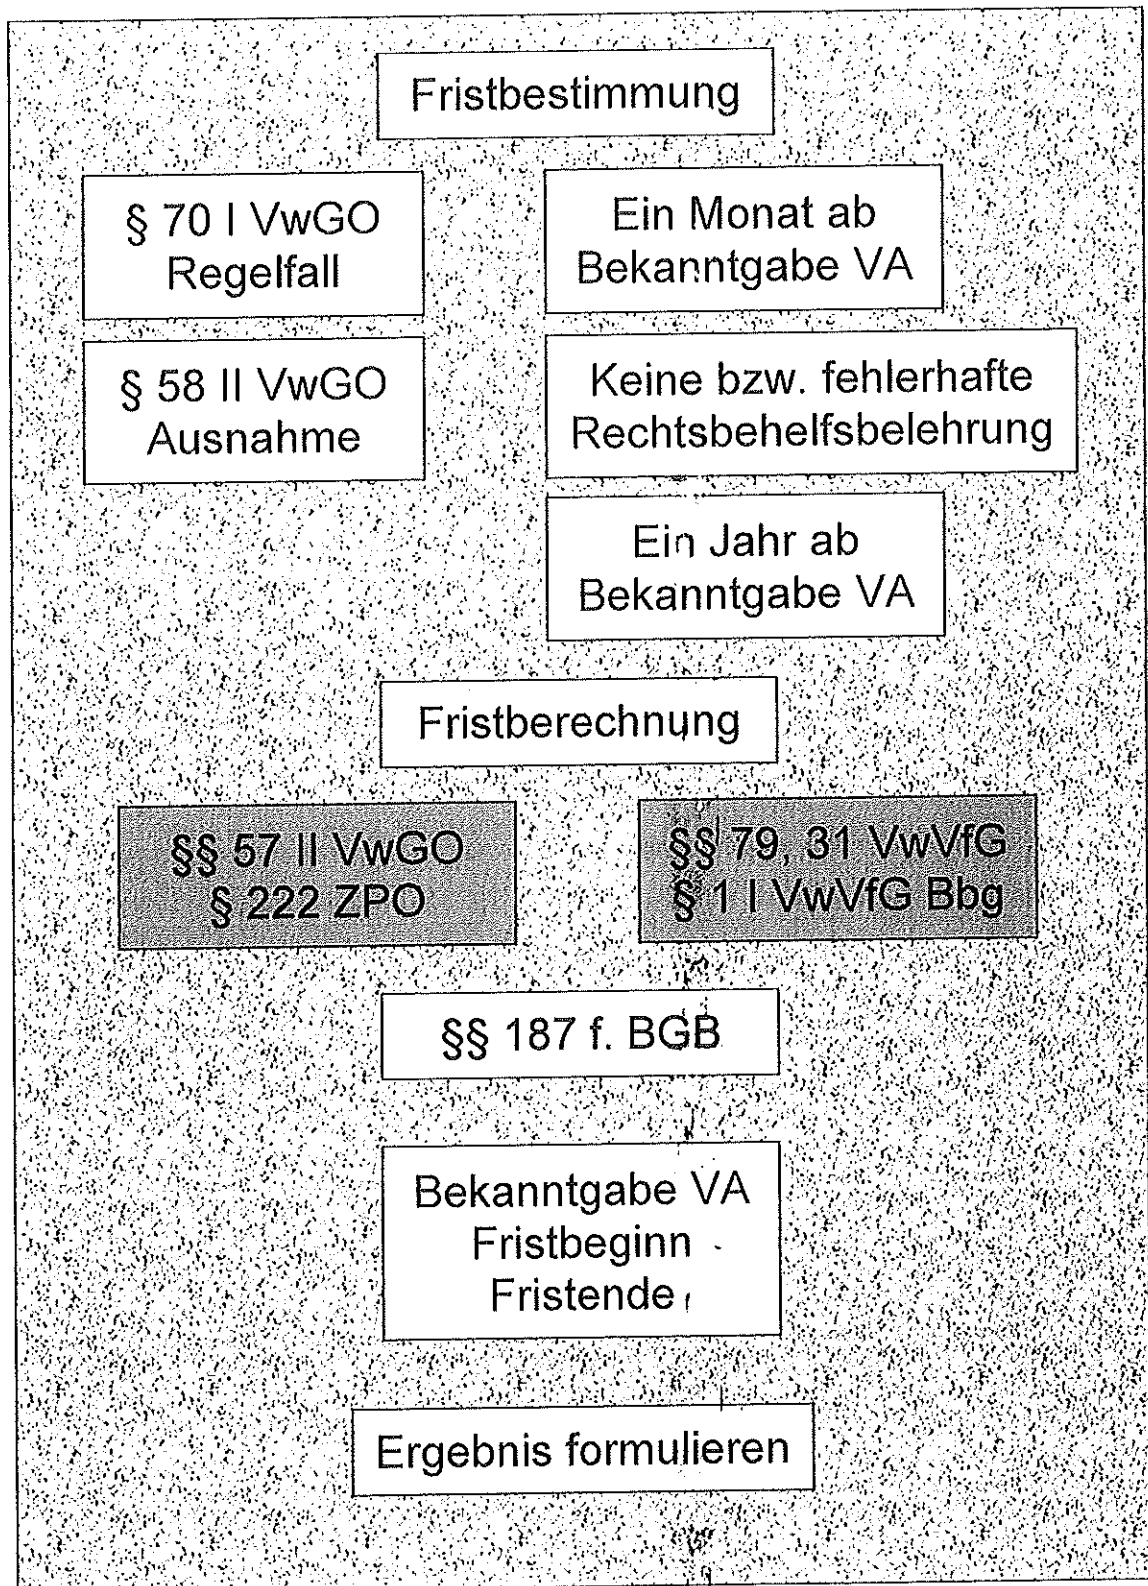 Fristbestimmung
§ 70 I VwGO
Regelfall
Ein Monat ab
Bekanntgabe VA
§ 58 II VwGO
Ausnahme
Keine bzw. fehlerhafte
Rechtsbehelfsbelehrung
Ein Jahr ab
Bekanntgabe VA
Fristberechnung
§§ 57 II VwGO
§ 222 ZPO
§§ 79, 31 VwVfG
§ 1 I VwVfG Bbg
§§ 187 f. BGB
Bekanntgabe VA
Fristbeginn
Fristende
Ergebnis formulieren